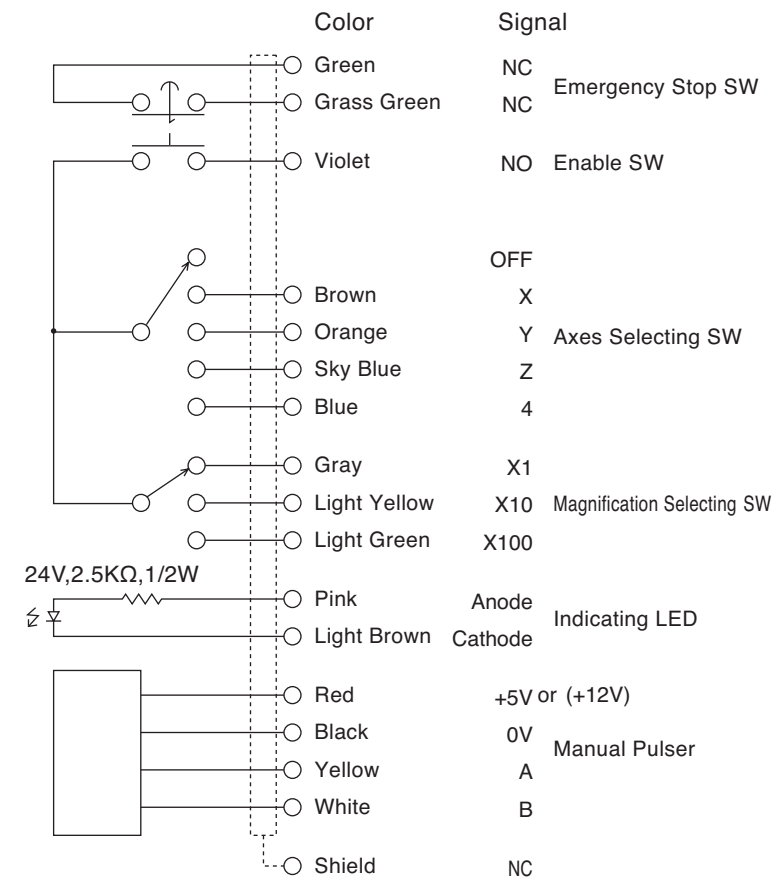 Color Signal
Green NC
Emergency Stop SW
Grass Green NC
Violet NO Enable SW
OFF
Brown X
Orange Y Axes Selecting SW
Sky Blue Z
Blue 4
Gray X1
Light Yellow X10 Magnification Selecting SW
Light Green X100
24V,2.5KΩ,1/2W
Pink Anode
Indicating LED
Light Brown Cathode
Red +5V or (+12V)
Black 0V
Manual Pulser
Yellow A
White B
Shield NC